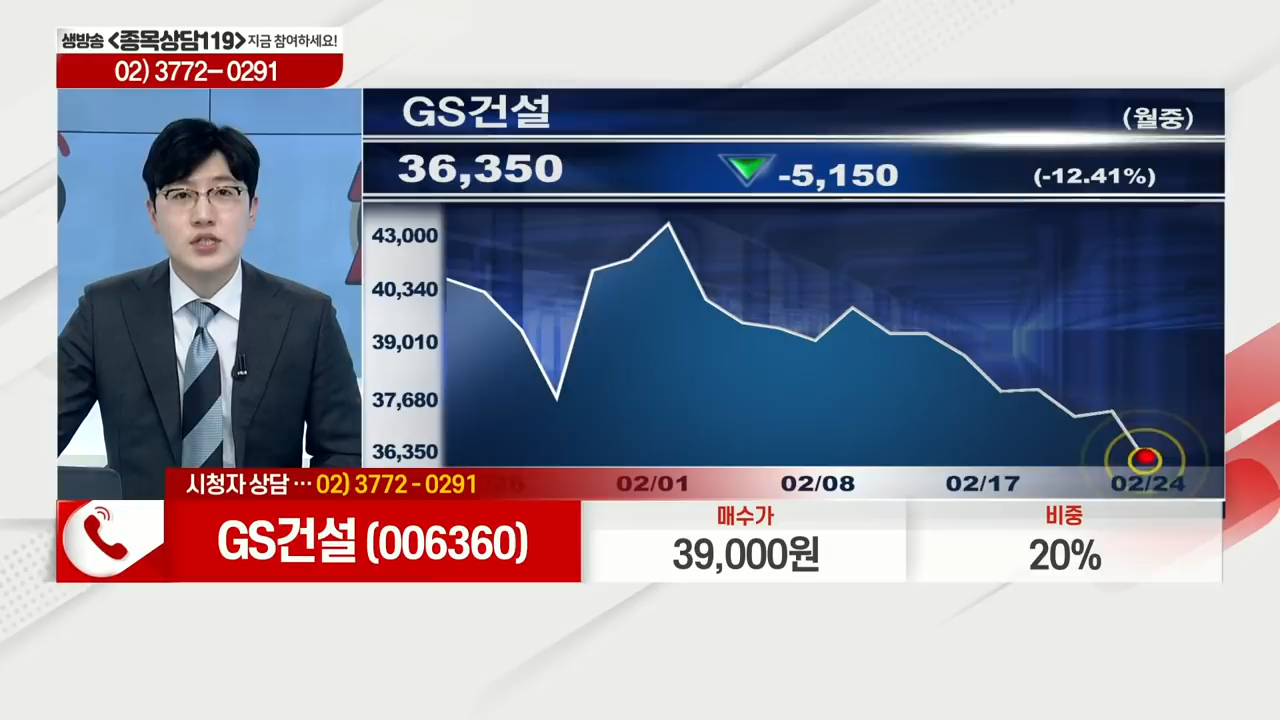 생방송 <종목상담119> 지금 참여하세요!
02) 3772-0291
GS건설
(월중)
36,350
-5,150
(-12.41%)
43,000
40,340
39,010
37,680
36,350
02/01
02/08
02/17
02/24
시청자 상담 … 02) 3772 - 0291
GS건설 (006360)
매수가
39,000원
비중
20%